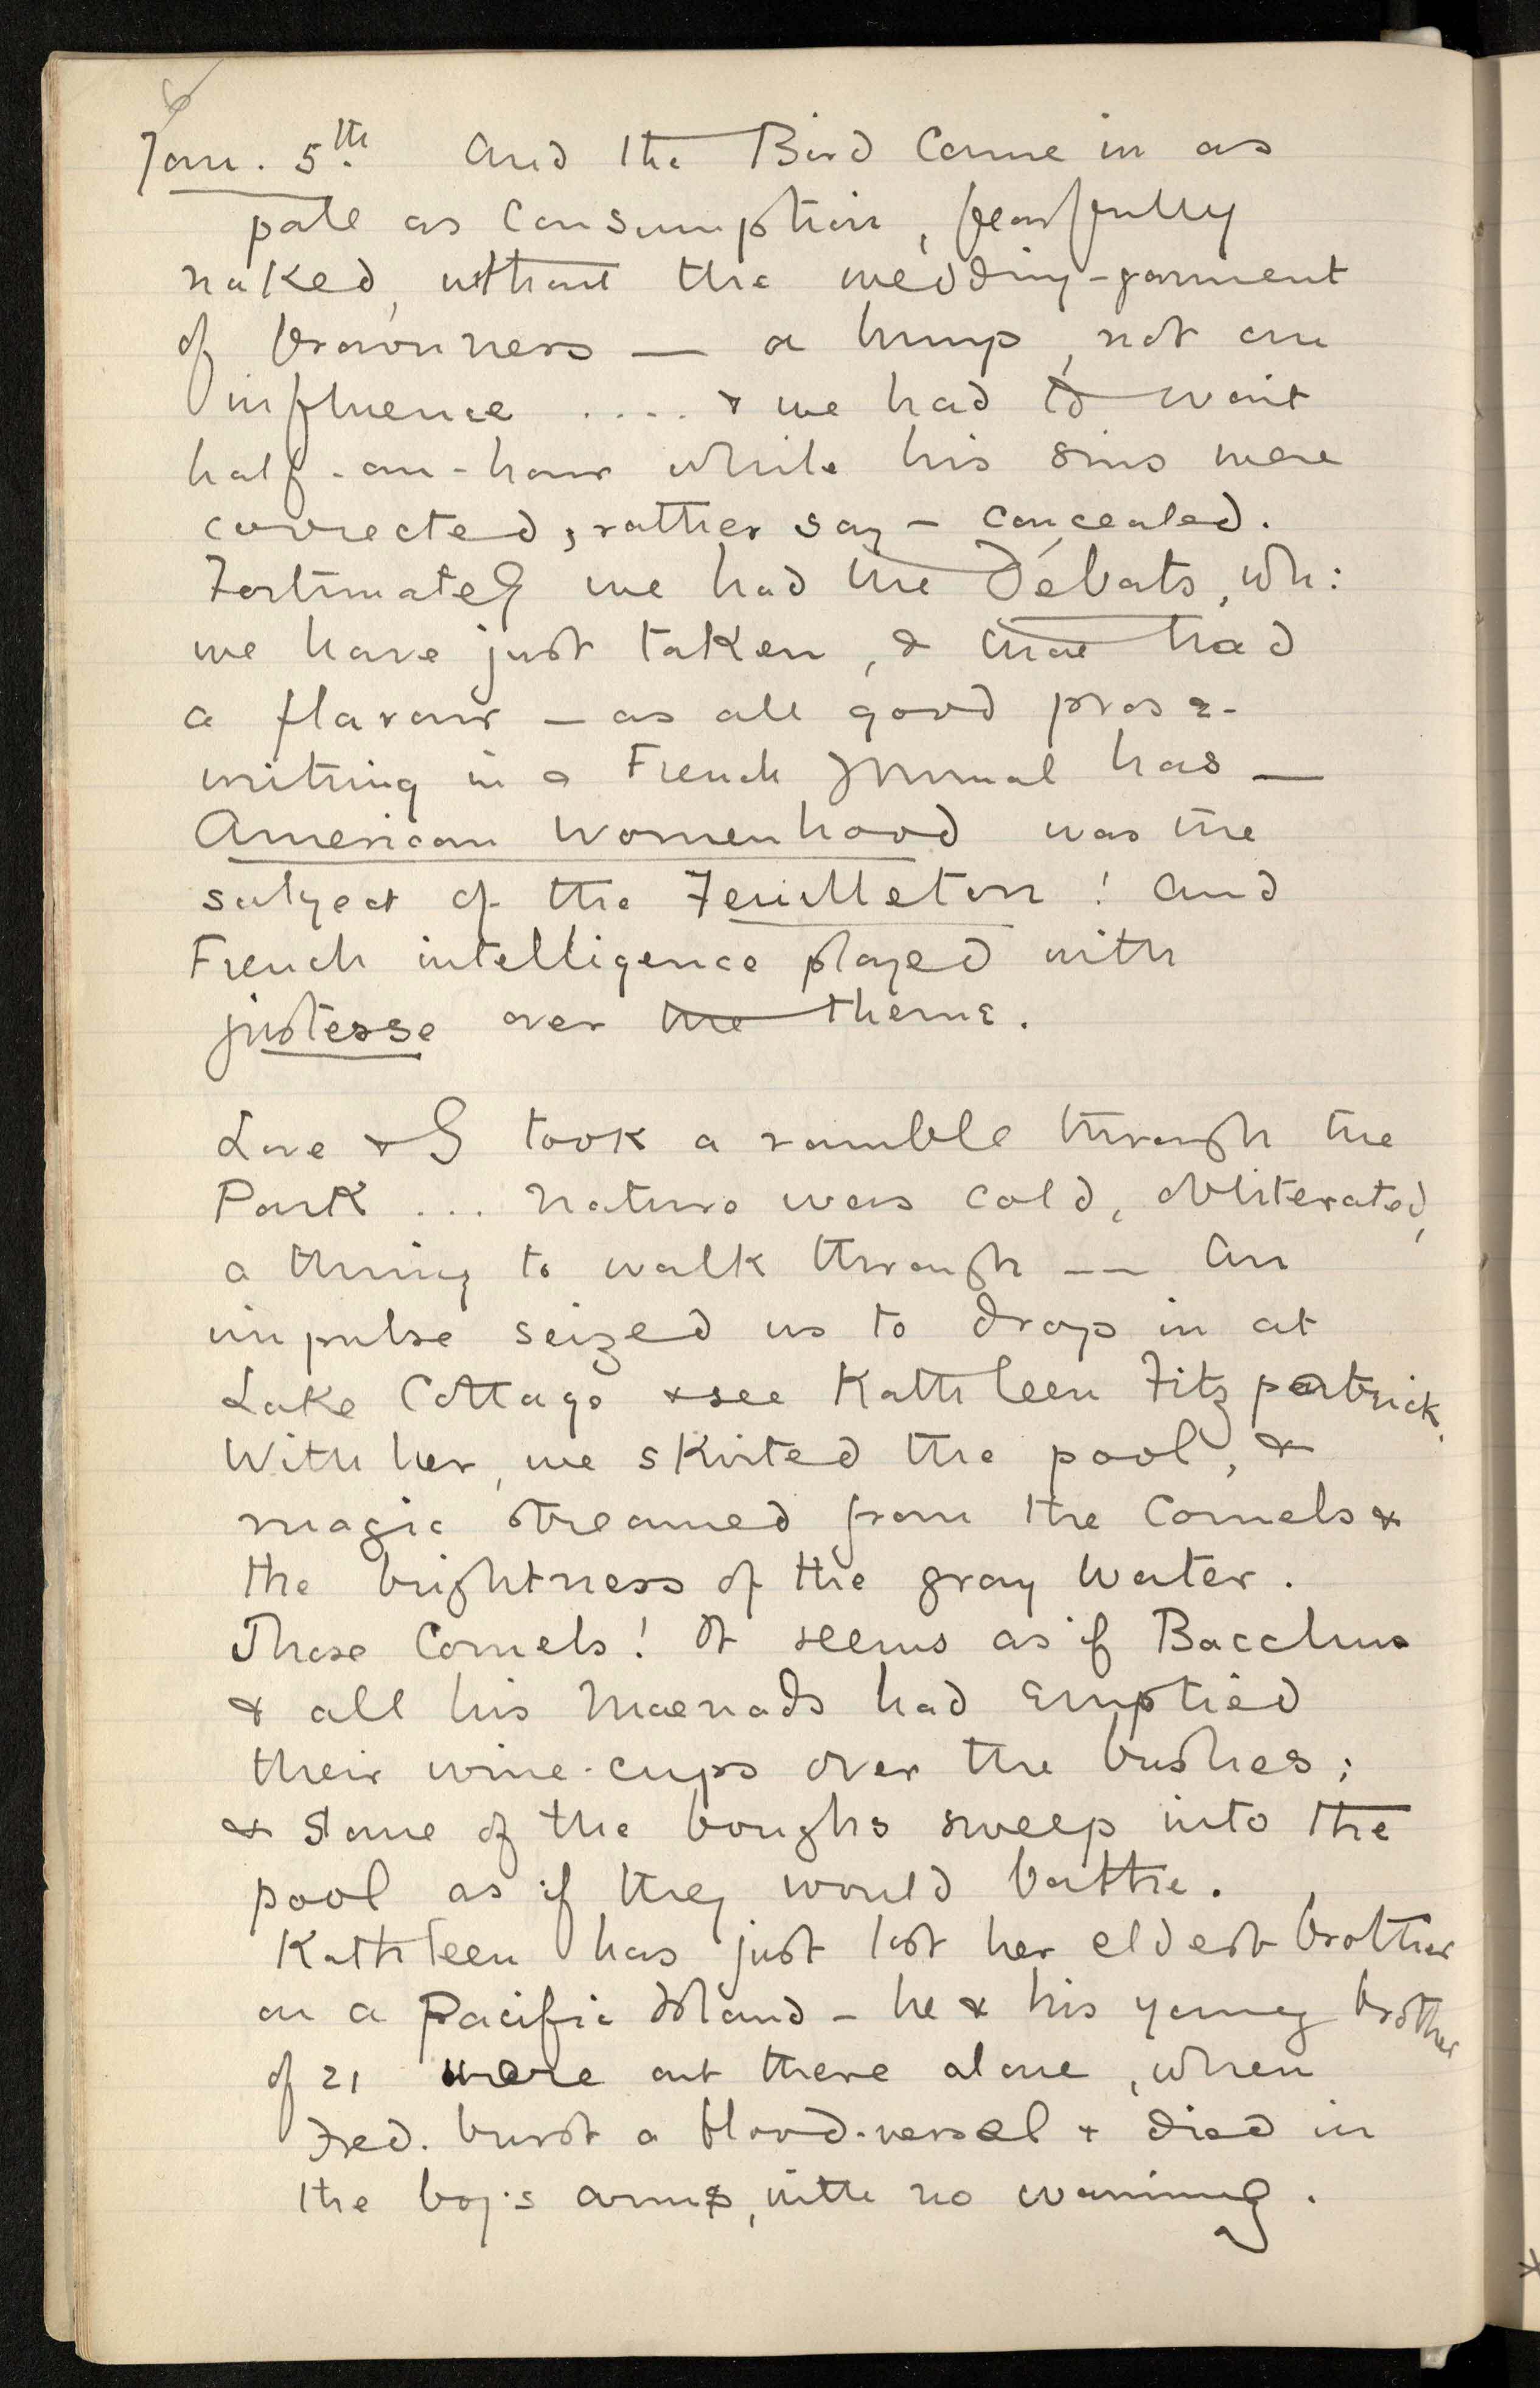 6
Jan. 5th And the Bird came in as
pale as Consumption, fearfully
naked, without the wedding-garment
of brownness — a lump, not an
influence .... & we had to wait
half-an-hour while his sins were
corrected, rather say – concealed.
Fortunately we had the Débats, wh:
we have just taken, & that had
a flavour – as all good prose-
writing in a French Journal has —
American Womenhood was the
subject of the Feuilleton! And
French intelligence played with
justesse over the theme.
Love & I took a ramble through the
Park ... Nature was cold, obliterated,
a thing to walk through —— An
impulse seized us to drop in at
Lake Cottage & see Kathleen Fitzpatrick.
With her, we skirted the pool, &
magic streamed from the Cornels &
the brightness of the gray water.
Those Cornels! It seems as if Bacchus
& all his Maenads had emptied
their wine-cups over the bushes;
& some of the boughs sweep into the
pool as if they would bathe.
Kathleen has just lost her eldest brother
on a Pacific Island – he & his young brother
of 21 were out there alone, when
Fred. burst a blood-vessel & died in
the boy's arms, with no warning.